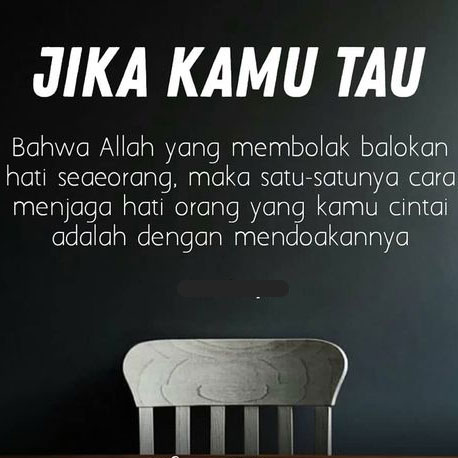 JIKA KAMU TAU
Bahwa Allah yang membolak balokan
hati seaeorang, maka satu-satunya cara
menjaga hati orang yang kamu cintai
adalah dengan mendoakannya